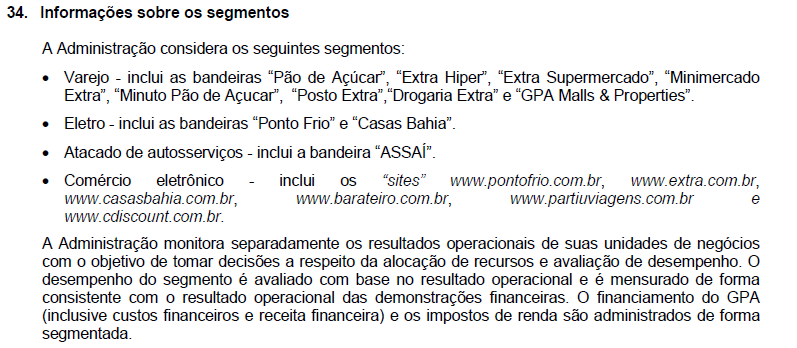 34. Informações sobre os segmentos
A Administração considera os seguintes segmentos:
• Varejo - inclui as bandeiras “Pão de Açúcar”, “Extra Hiper”, “Extra Supermercado”, “Minimercado
Extra”, “Minuto Pão de Açucar”, “Posto Extra”,“Drogaria Extra” e “GPA Malls & Properties”.
• Eletro - inclui as bandeiras “Ponto Frio” e “Casas Bahia”.
• Atacado de autosserviços - inclui a bandeira “ASSAÍ”.
• Comércio eletrônico - inclui os “sites” www.pontofrio.com.br, www.extra.com.br,
www.casasbahia.com.br, www.barateiro.com.br, www.partiuviagens.com.br e
www.cdiscount.com.br.
A Administração monitora separadamente os resultados operacionais de suas unidades de negócios
com o objetivo de tomar decisões a respeito da alocação de recursos e avaliação de desempenho. O
desempenho do segmento é avaliado com base no resultado operacional e é mensurado de forma
consistente com o resultado operacional das demonstrações financeiras. O financiamento do GPA
(inclusive custos financeiros e receita financeira) e os impostos de renda são administrados de forma
segmentada.